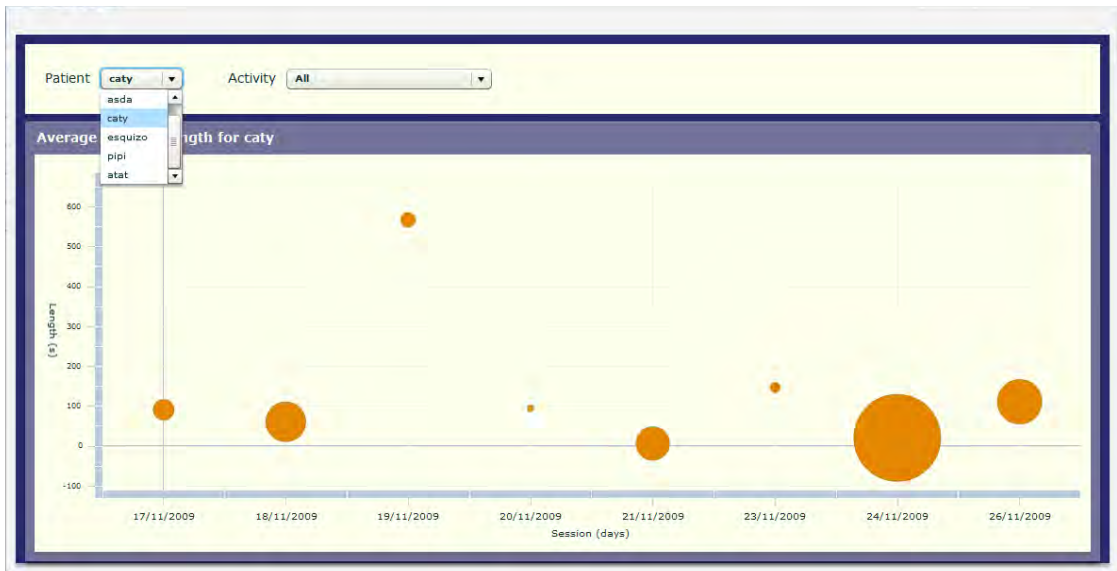 Patient caty Activity All
asda
caty
esquizo
pipi
atat
Average ngth for caty
600
500
400
300
200
100
0
-100
Length (s)
17/11/2009 18/11/2009 19/11/2009 20/11/2009 21/11/2009 23/11/2009 24/11/2009 26/11/2009
Session (days)